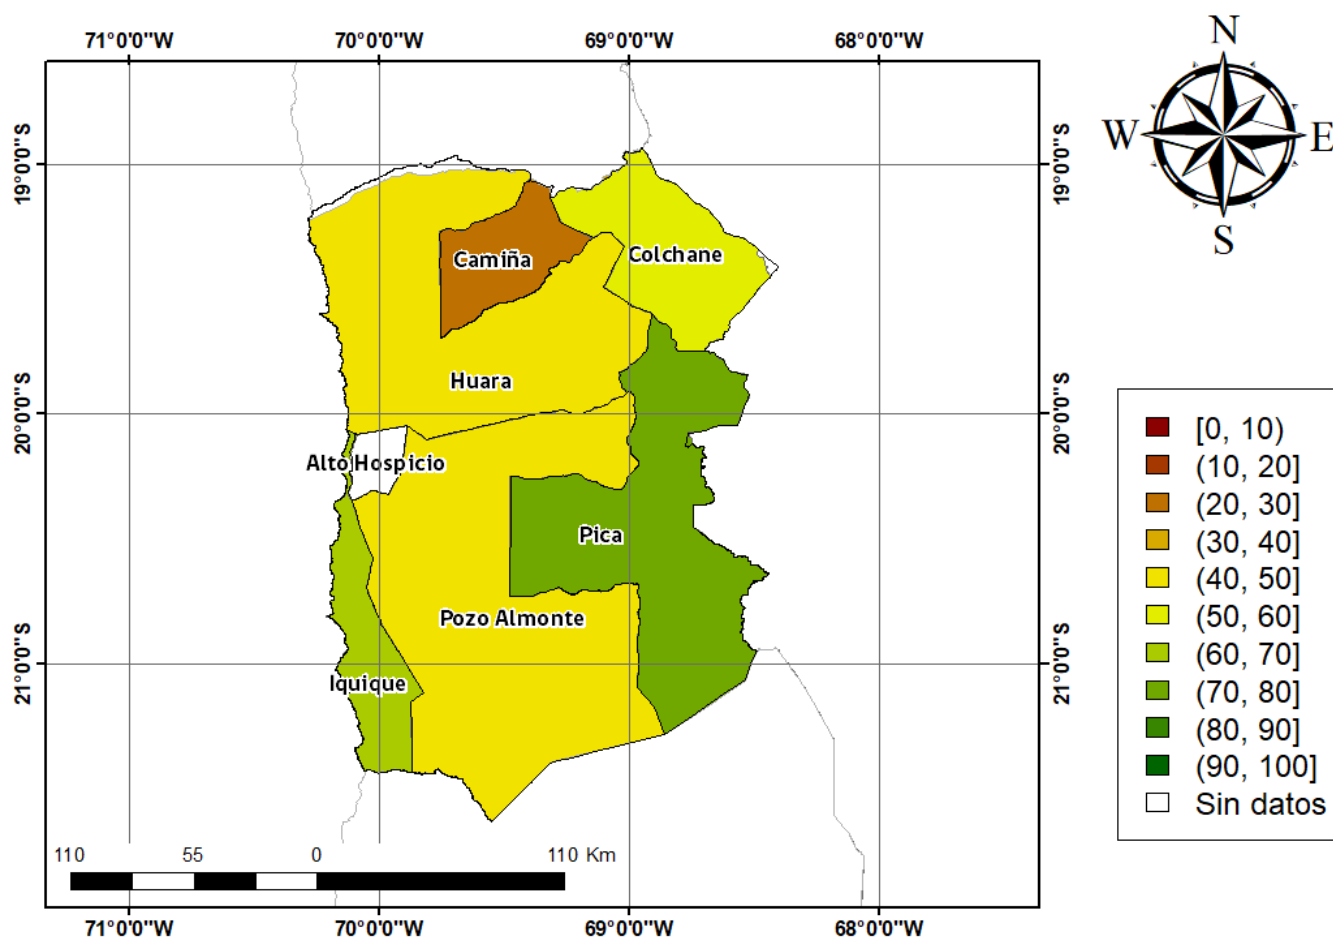 71°0'0"W 70°0'0"W 69°0'0"W 68°0'0"W
N
W E
S
19°0'0"S 19°0'0"S
Camiña
Colchane
Huara
20°0'0"S 20°0'0"S
Alto Hospicio
Pica
Pozo Almonte
21°0'0"S 21°0'0"S
Iquique
[0, 10)
(10, 20]
(20, 30]
(30, 40]
(40, 50]
(50, 60]
(60, 70]
(70, 80]
(80, 90]
(90, 100]
Sin datos
110 55 0 110 Km
71°0'0"W 70°0'0"W 69°0'0"W 68°0'0"W